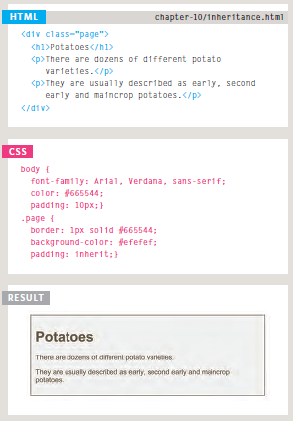 HTML
chapter-10/inheritance.html
<div class="page">
<h1>Potatoes</h1>
<p>There are dozens of different potato
varieties.</p>
<p>They are usually described as early, second
early and maincrop potatoes.</p>
</div>
CSS
body {
font-family: Arial, Verdana, sans-serif;
color: #665544;
padding: 10px;}
.page {
border: 1px solid #665544;
background-color: #efefef;
padding: inherit;}
RESULT
Potatoes
There are dozens of different potato varieties.
They are usually described as early, second early and maincrop
potatoes.